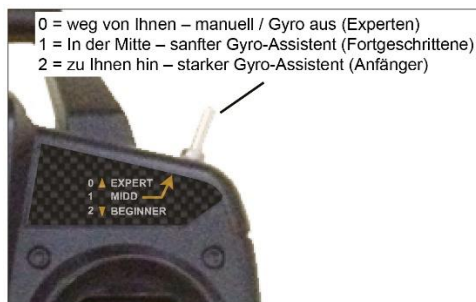 0 = weg von Ihnen – manuell / Gyro aus (Experten)
1 = In der Mitte – sanfter Gyro-Assistent (Fortgeschrittene)
2 = zu Ihnen hin – starker Gyro-Assistent (Anfänger)
0 ▲ EXPERT
1 MIDD
2 ▼ BEGINNER